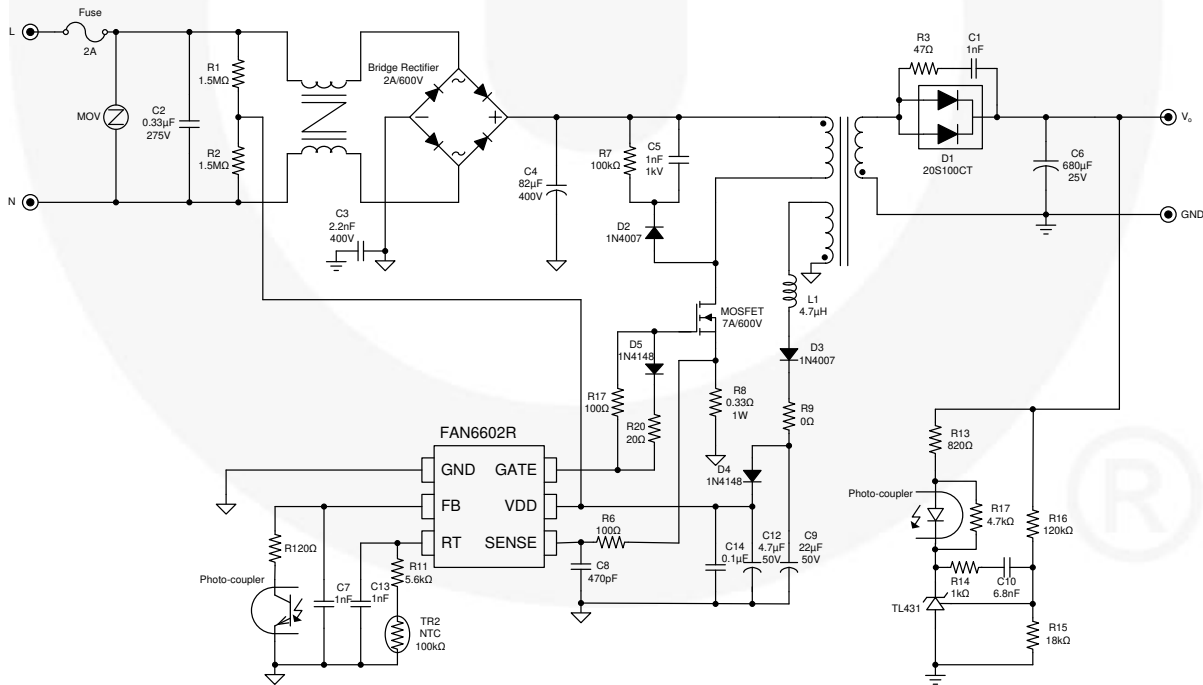 Fuse
L
2A
R1
1.5MΩ
MOV
C2
0.33µF
275V
R2
1.5MΩ
N
Bridge Rectifier
2A/600V
~
~
C3
2.2nF
400V
C4
82µF
400V
R7
100kΩ
C5
1nF
1kV
D2
1N4007
R3
47Ω
C1
1nF
D1
20S100CT
C6
680µF
25V
Vo
GND
L1
4.7µH
MOSFET
7A/600V
D5
1N4148
D3
1N4007
R17
100Ω
R20
20Ω
R8
0.33Ω
1W
R9
0Ω
D4
1N4148
FAN6602R
GND
GATE
FB
VDD
RT
SENSE
R6
100Ω
C8
470pF
C14
0.1µF
C12
4.7µF
50V
C9
22µF
50V
R120Ω
Photo-coupler
C7
1nF
C13
1nF
R11
5.6kΩ
TR2
NTC
100kΩ
R13
820Ω
Photo-coupler
R17
4.7kΩ
R16
120kΩ
R14
1kΩ
C10
6.8nF
TL431
R15
18kΩ
®